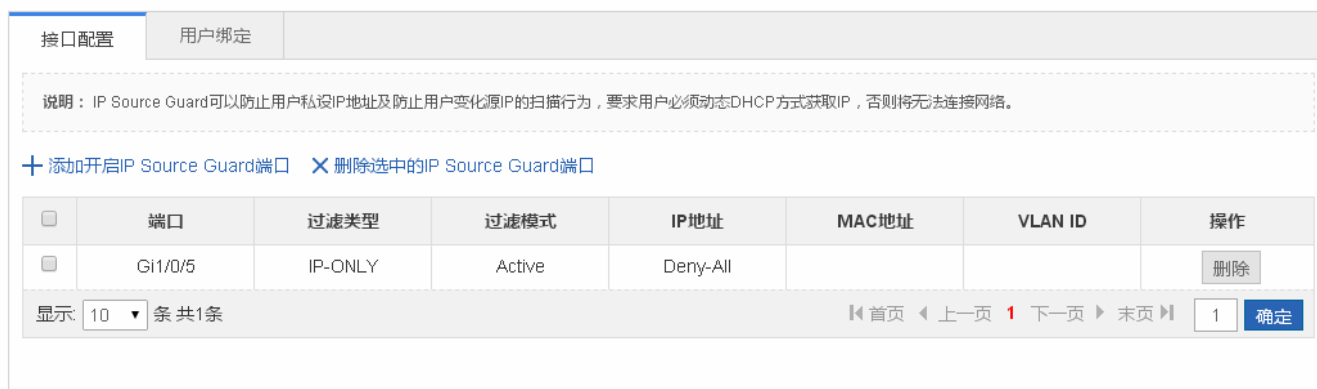 接口配置 用户绑定
说明： IP Source Guard可以防止用户私设IP地址及防止用户变化源IP的扫描行为，要求用户必须动态DHCP方式获取IP，否则将无法连接网络。
添加开启IP Source Guard端口 删除选中的IP Source Guard端口
端口 过滤类型 过滤模式 IP地址 MAC地址 VLAN ID 操作
Gi1/0/5 IP-ONLY Active Deny-All 删除
显示: 10 条 共1条 首页 上一页 1 下一页 末页 1 确定